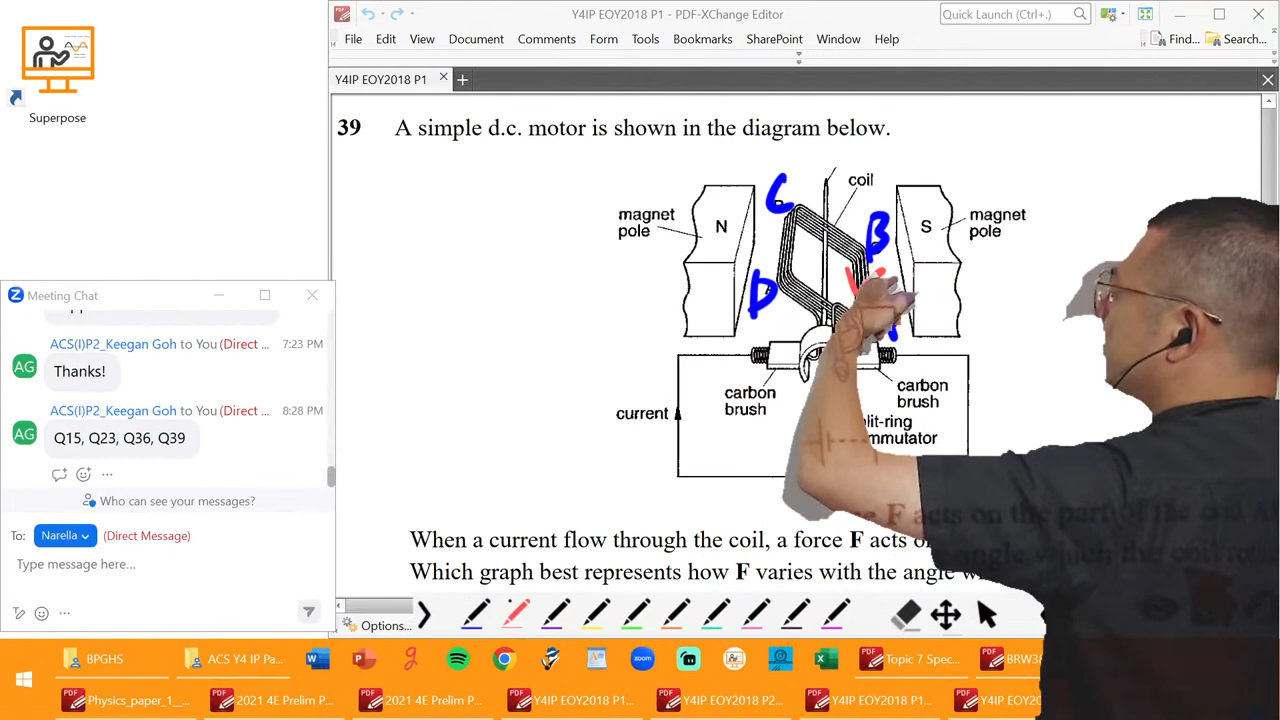 Y4IP EOY2018 P1 - PDF-XChange Editor
Quick Launch (Ctrl+.)
File Edit View Document Comments Form Tools Bookmarks SharePoint Window Help
Find...
Search...
Y4IP EOY2018 P1
Superpose
39 A simple d.c. motor is shown in the diagram below.
coil
C
B
D
N
S
magnet
pole
magnet
pole
carbon
brush
carbon
brush
current
Meeting Chat
ACS(I)P2_Keegan Goh to You (Direct ... 7:23 PM
AG
Thanks!
ACS(I)P2_Keegan Goh to You (Direct ... 8:28 PM
AG
Q15, Q23, Q36, Q39
Who can see your messages?
To: Narella (Direct Message)
Type message here...
When a current flow through the coil, a force F acts
Which graph best represents how F varies with the angle
Options...
BPGHS
ACS Y4 IP Pa...
Topic 7 Spec...
Physics_paper_1_...
2021 4E Prelim P...
2021 4E Prelim P...
Y4IP EOY2018 P1...
Y4IP EOY2018 P2...
Y4IP EOY2018 P1...